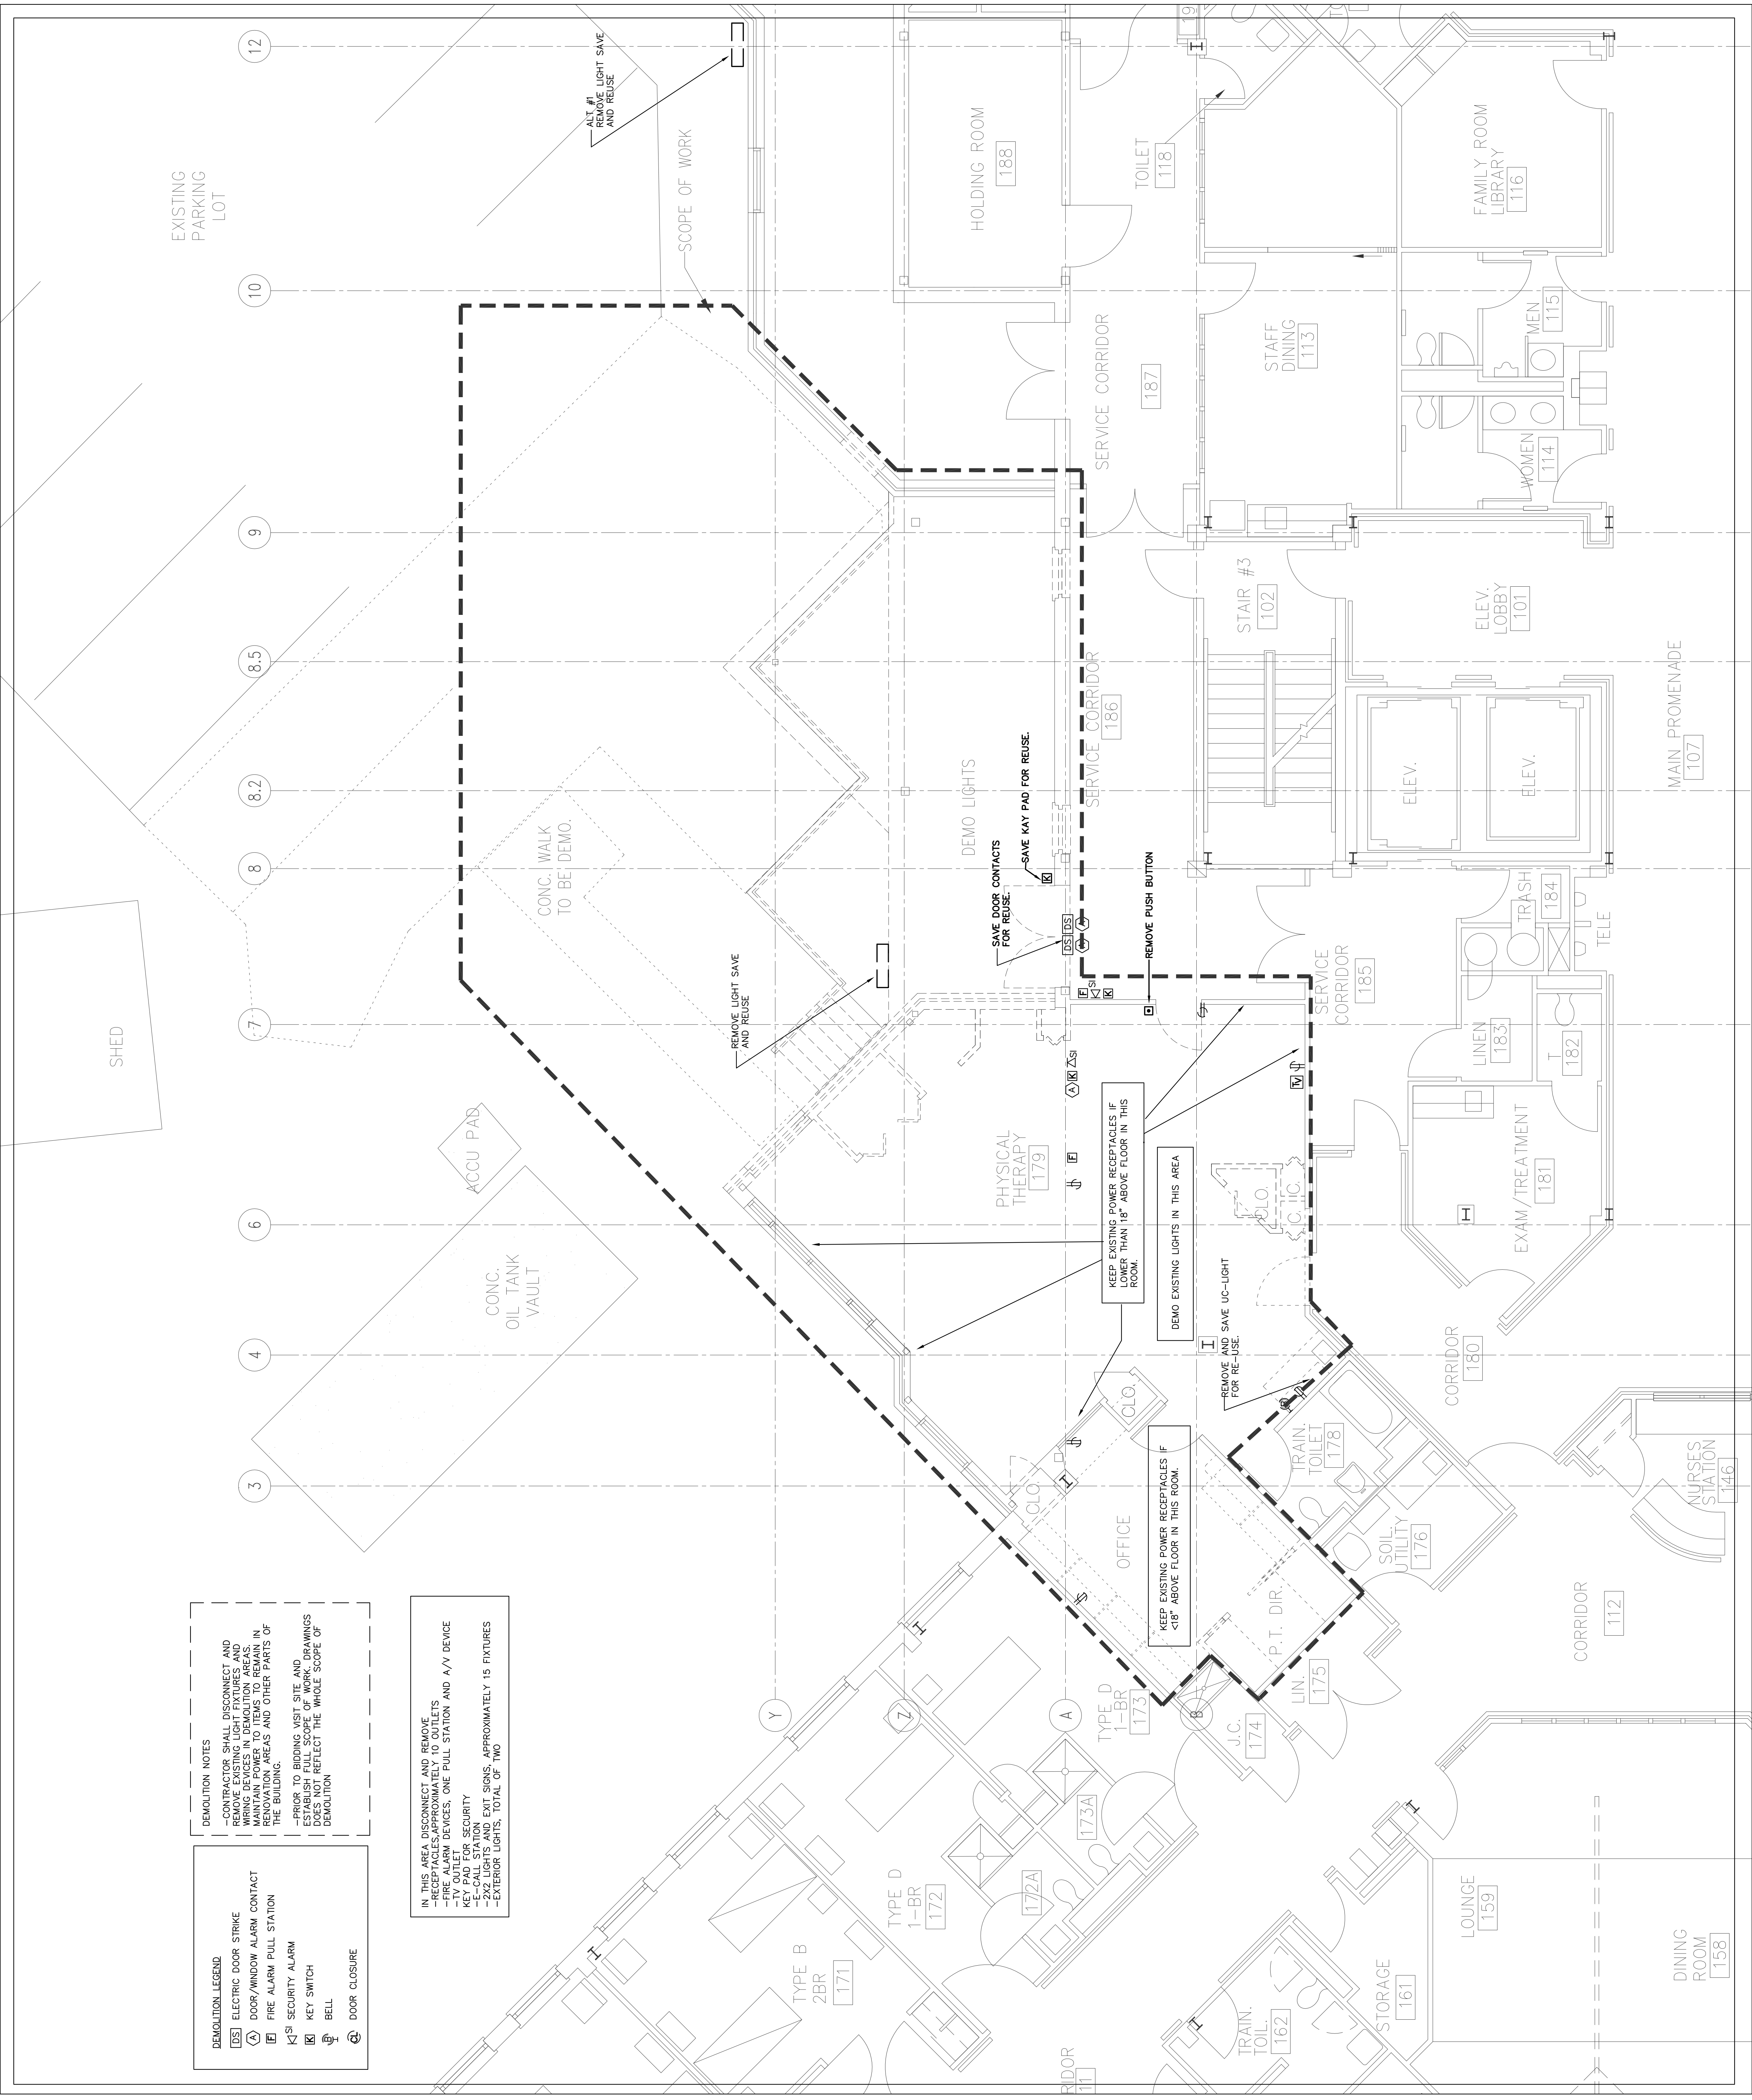 12
10
9
8.5
8.2
8
7
6
4
3
Y
Z
A
B
EXISTING
PARKING
LOT
ALT #1
REMOVE LIGHT SAVE
AND REUSE
SCOPE OF WORK
HOLDING ROOM
188
19
TOILET
118
FAMILY ROOM
LIBRARY
116
SERVICE CORRIDOR
187
STAFF
DINING
113
MEN
115
WOMEN
114
STAIR #3
102
ELEV.
LOBBY
101
MAIN PROMENADE
107
ELEV.
ELEV.
SERVICE CORRIDOR
186
DEMO LIGHTS
SAVE KAY PAD FOR REUSE.
K
SAVE DOOR CONTACTS
FOR REUSE.
DS DS
A A
REMOVE PUSH BUTTON
F
SI
K
CONC. WALK
TO BE DEMO.
REMOVE LIGHT SAVE
AND REUSE
SHED
ACCU PAD
CONC.
OIL TANK
VAULT
TRASH
184
TELE
SERVICE
CORRIDOR
185
LINEN
183
T
182
EXAM/TREATMENT
181
PHYSICAL
THERAPY
179
A K SI
F
TV
KEEP EXISTING POWER RECEPTACLES IF
LOWER THAN 18" ABOVE FLOOR IN THIS
ROOM.
DEMO EXISTING LIGHTS IN THIS AREA
CLO.
C. TIC.
REMOVE AND SAVE UC-LIGHT
FOR RE-USE.
CORRIDOR
180
CLO.
CLO.
OFFICE
KEEP EXISTING POWER RECEPTACLES IF
<18" ABOVE FLOOR IN THIS ROOM.
TRAIN.
TOILET
178
SOIL.
UTILITY
176
NURSES
STATION
146
CORRIDOR
112
P.T. DIR.
LIN.
175
J.C.
174
TYPE D
1-BR
173
173A
TYPE D
1-BR
172
172A
TYPE B
2BR
171
LOUNGE
159
DINING
ROOM
158
STORAGE
161
TRAIN.
TOIL.
162
RIDOR
11
DEMOLITION NOTES
-CONTRACTOR SHALL DISCONNECT AND
REMOVE EXISTING LIGHT FIXTURES AND
WIRING DEVICES IN DEMOLITION AREAS.
MAINTAIN POWER TO ITEMS TO REMAIN IN
RENOVATION AREAS AND OTHER PARTS OF
THE BUILDING.
-PRIOR TO BIDDING VISIT SITE AND
ESTABLISH FULL SCOPE OF WORK. DRAWINGS
DOES NOT REFLECT THE WHOLE SCOPE OF
DEMOLITION
IN THIS AREA DISCONNECT AND REMOVE
-RECEPTACLES,APPROXIMATELY 10 OUTLETS
-FIRE ALARM DEVICES, ONE PULL STATION AND A/V DEVICE
-TV OUTLET
KEY PAD FOR SECURITY
-E-CALL STATION
-2X2 LIGHTS AND EXIT SIGNS, APPROXIMATELY 15 FIXTURES
-EXTERIOR LIGHTS, TOTAL OF TWO
DEMOLITION LEGEND
DS ELECTRIC DOOR STRIKE
A DOOR/WINDOW ALARM CONTACT
F FIRE ALARM PULL STATION
SI SECURITY ALARM
K KEY SWITCH
BELL
DOOR CLOSURE